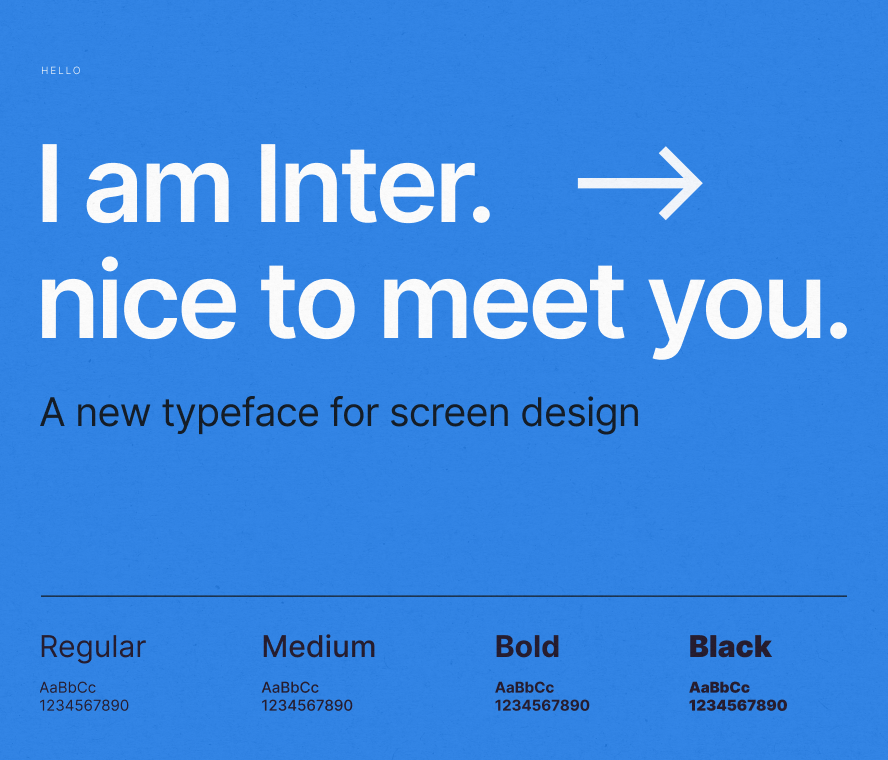 HELLO
I am Inter. →
nice to meet you.
A new typeface for screen design
Regular
AaBbCc
1234567890
Medium
AaBbCc
1234567890
Bold
AaBbCc
1234567890
Black
AaBbCc
1234567890